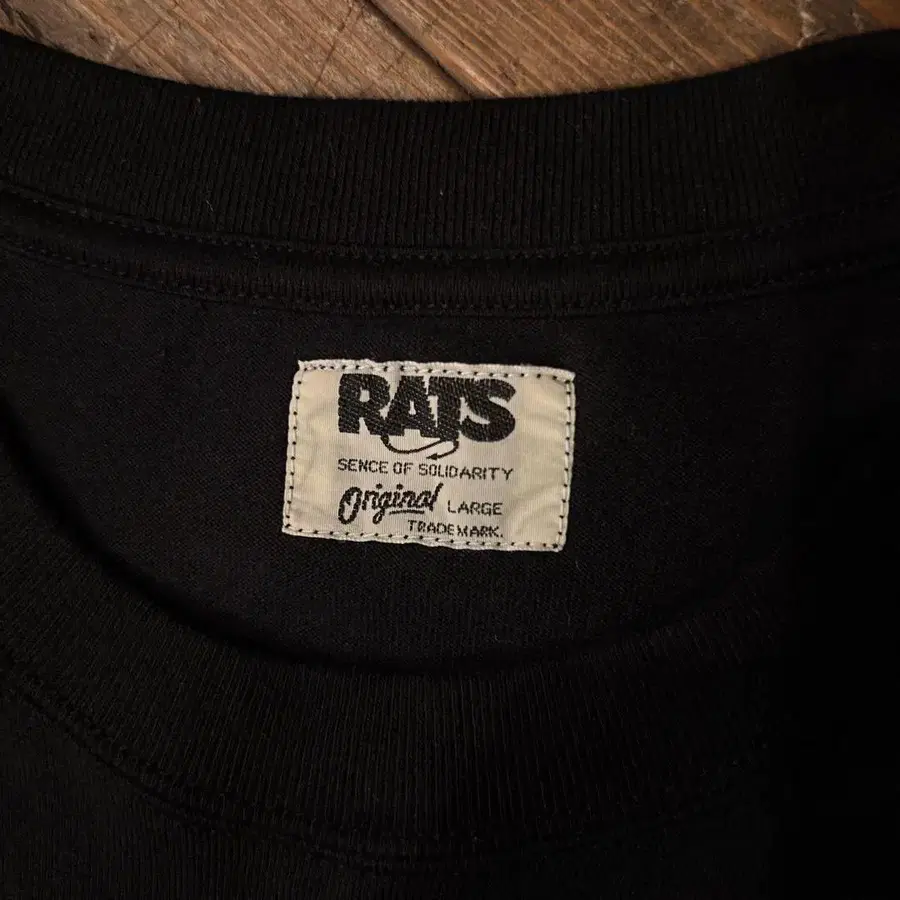 RATS
SENCE OF SOLIDARITY
Original LARGE
TRADEMARK.